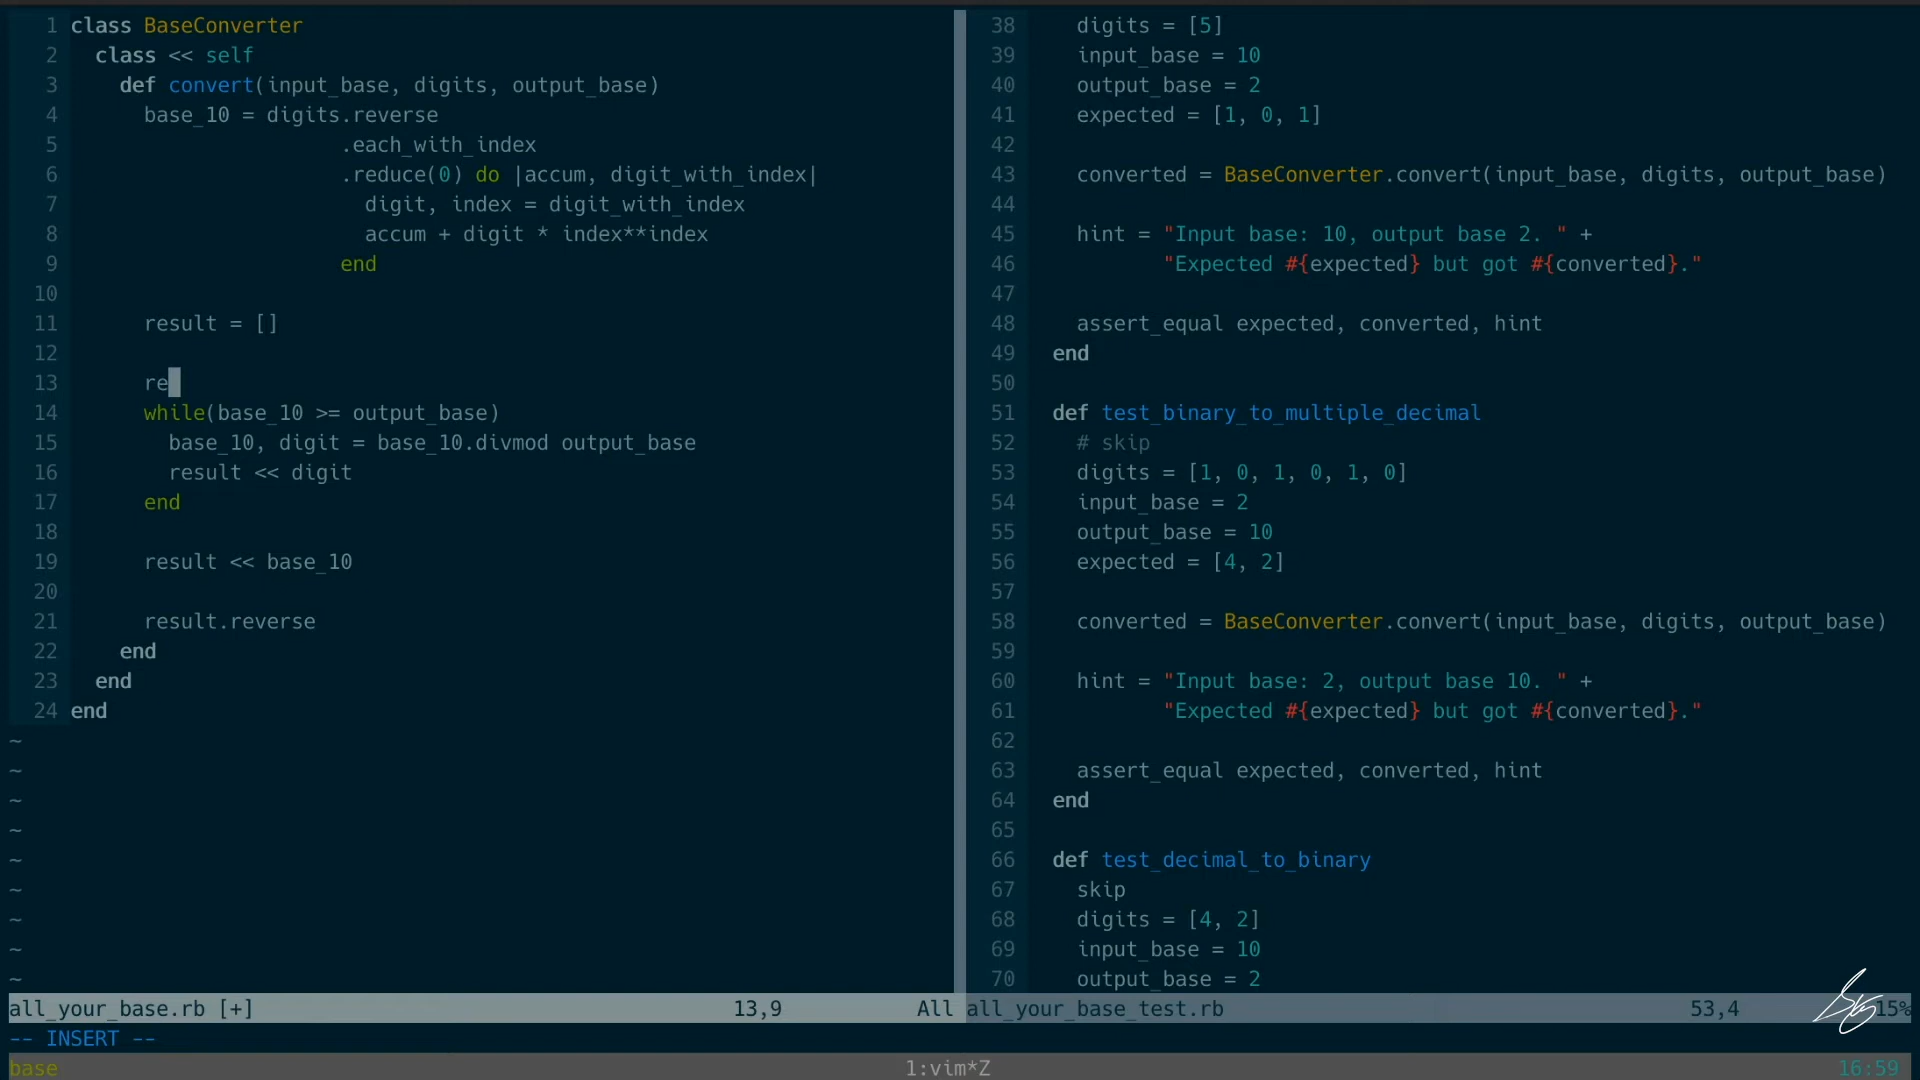 1 class BaseConverter
2   class << self
3     def convert(input_base, digits, output_base)
4       base_10 = digits.reverse
5                       .each_with_index
6                       .reduce(0) do |accum, digit_with_index|
7                         digit, index = digit_with_index
8                         accum + digit * index**index
9                       end
10
11       result = []
12
13       re
14       while(base_10 >= output_base)
15         base_10, digit = base_10.divmod output_base
16         result << digit
17       end
18
19       result << base_10
20
21       result.reverse
22     end
23   end
24 end
~
~
~
~
~
~
~
~
~
all_your_base.rb [+] 13,9 All
38     digits = [5]
39     input_base = 10
40     output_base = 2
41     expected = [1, 0, 1]
42
43     converted = BaseConverter.convert(input_base, digits, output_base)
44
45     hint = "Input base: 10, output base 2. " +
46            "Expected #{expected} but got #{converted}."
47
48     assert_equal expected, converted, hint
49   end
50
51   def test_binary_to_multiple_decimal
52     # skip
53     digits = [1, 0, 1, 0, 1, 0]
54     input_base = 2
55     output_base = 10
56     expected = [4, 2]
57
58     converted = BaseConverter.convert(input_base, digits, output_base)
59
60     hint = "Input base: 2, output base 10. " +
61            "Expected #{expected} but got #{converted}."
62
63     assert_equal expected, converted, hint
64   end
65
66   def test_decimal_to_binary
67     skip
68     digits = [4, 2]
69     input_base = 10
70     output_base = 2
all_your_base_test.rb 53,4 15%
-- INSERT --
base 1:vim*Z 16:59